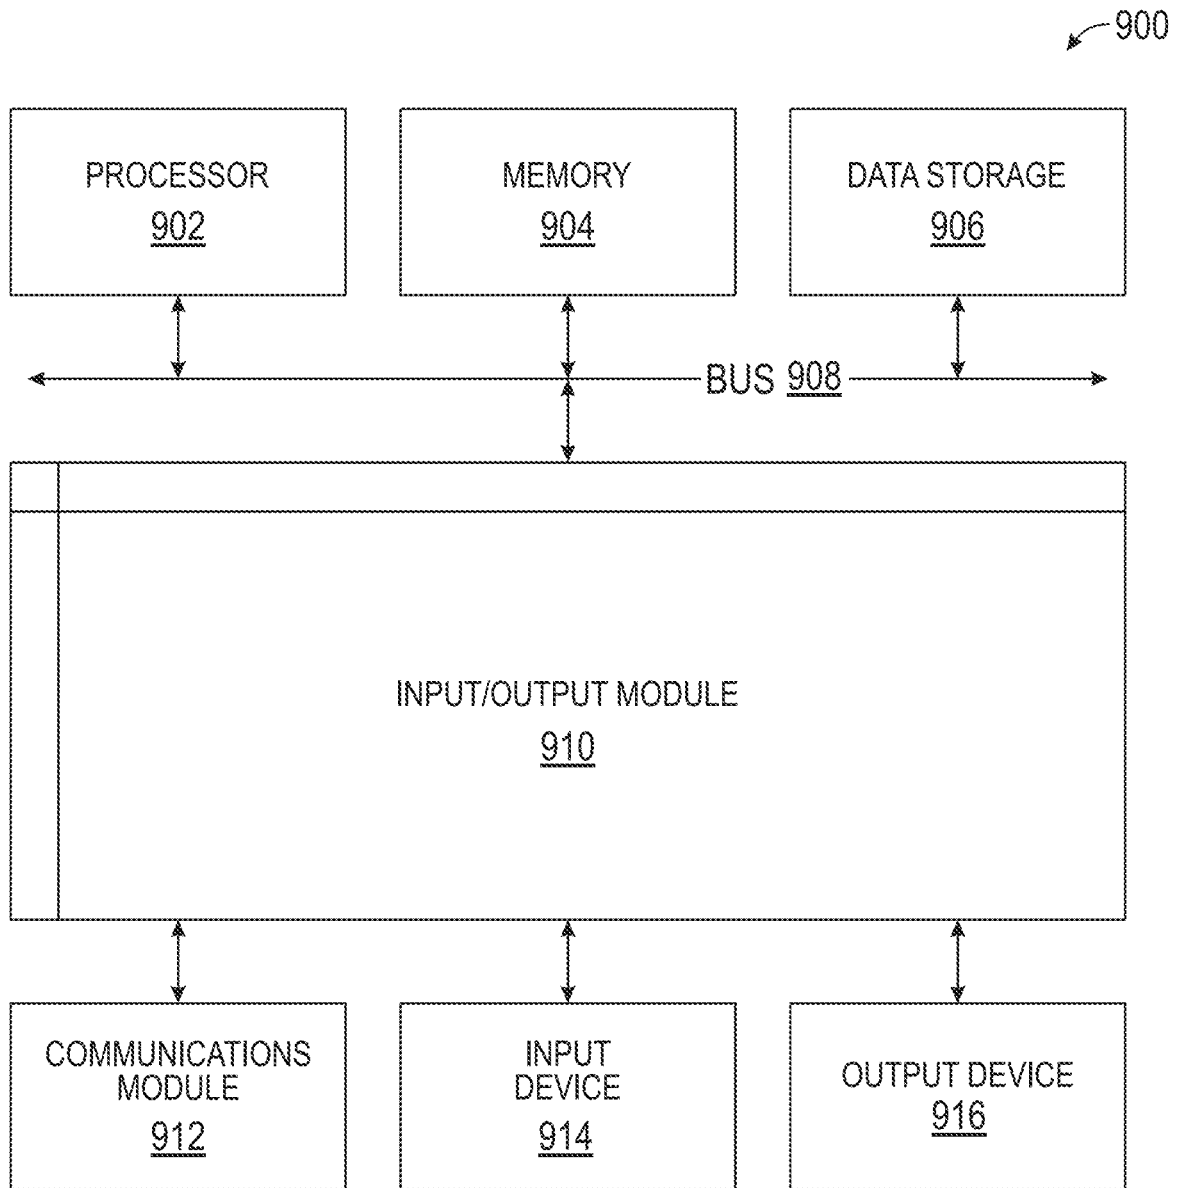 900
PROCESSOR
902
MEMORY
904
DATA STORAGE
906
BUS 908
INPUT/OUTPUT MODULE
910
COMMUNICATIONS
MODULE
912
INPUT
DEVICE
914
OUTPUT DEVICE
916